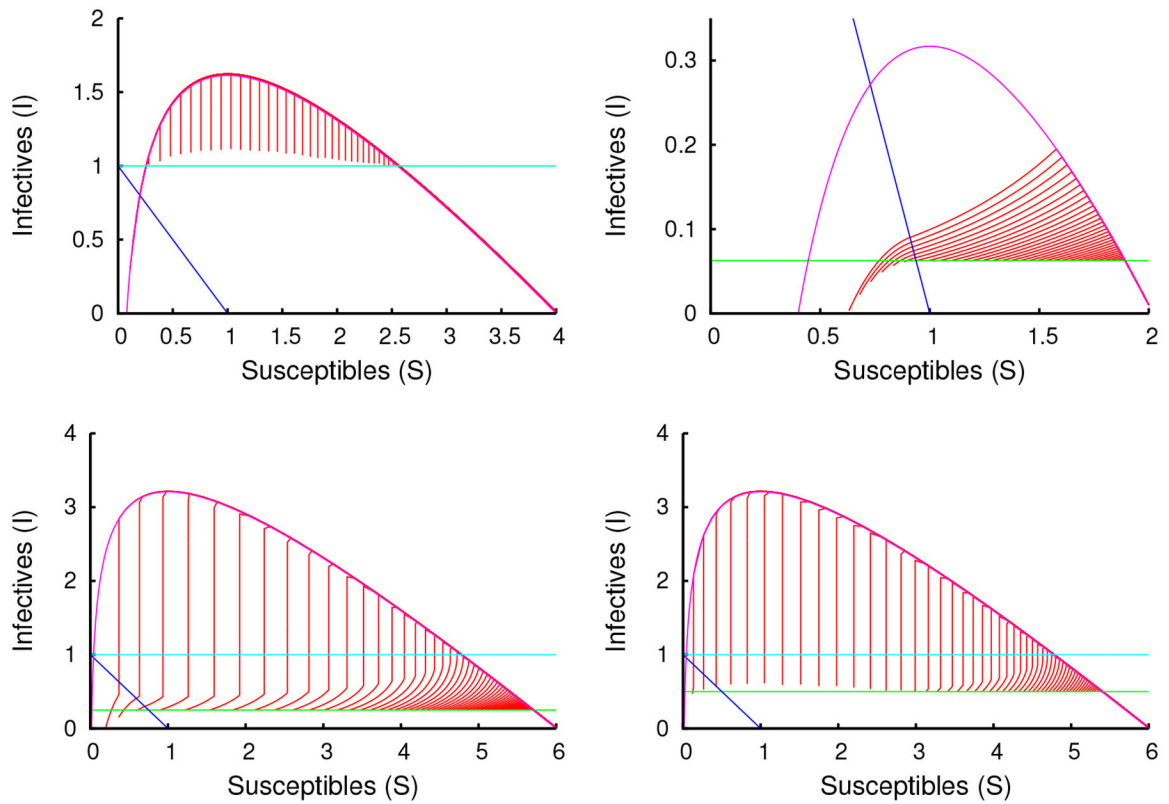 2
1.5
1
0.5
0
Infectives (I)
0 0.5 1 1.5 2 2.5 3 3.5 4
Susceptibles (S)
0.3
0.2
0.1
0
Infectives (I)
0 0.5 1 1.5 2
Susceptibles (S)
4
3
2
1
0
Infectives (I)
0 1 2 3 4 5 6
Susceptibles (S)
4
3
2
1
0
Infectives (I)
0 1 2 3 4 5 6
Susceptibles (S)